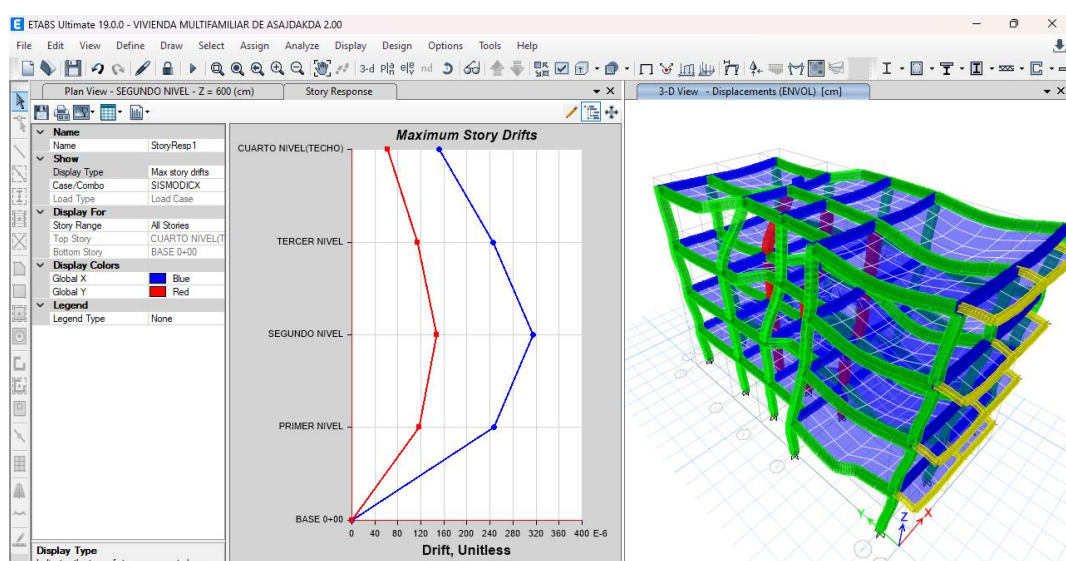 ETABS Ultimate 19.0.0 - VIVIENDA MULTIFAMILIAR DE ASAJDAKDA 2.00
File Edit View Define Draw Select Assign Analyze Display Design Options Tools Help
3-d nd
Plan View - SEGUNDO NIVEL - Z = 600 (cm)
Story Response
3-D View - Displacements (ENVOL) [cm]
Name
Name StoryResp1
Show
Display Type Max story drifts
Case/Combo SISMODICX
Load Type Load Case
Display For
Story Range All Stories
Top Story CUARTO NIVEL(T
Bottom Story BASE 0+00
Display Colors
Global X Blue
Global Y Red
Legend
Legend Type None
Display Type
Maximum Story Drifts
CUARTO NIVEL(TECHO)
TERCER NIVEL
SEGUNDO NIVEL
PRIMER NIVEL
BASE 0+00
0 40 80 120 160 200 240 280 320 360 400 E-6
Drift, Unitless
Y Z X